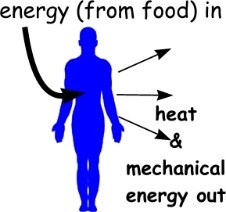 energy (from food) in
heat
&
mechanical
energy out